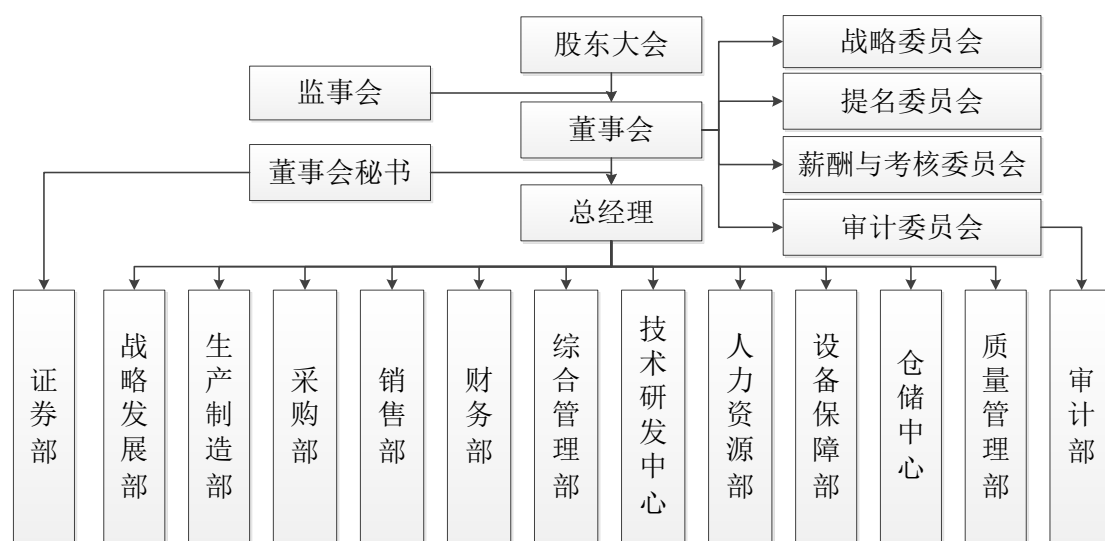 股东大会
战略委员会
监事会
提名委员会
董事会
董事会秘书
薪酬与考核委员会
总经理
审计委员会
证券部
战略发展部
生产制造部
采购部
销售部
财务部
综合管理部
技术研发中心
人力资源部
设备保障部
仓储中心
质量管理部
审计部